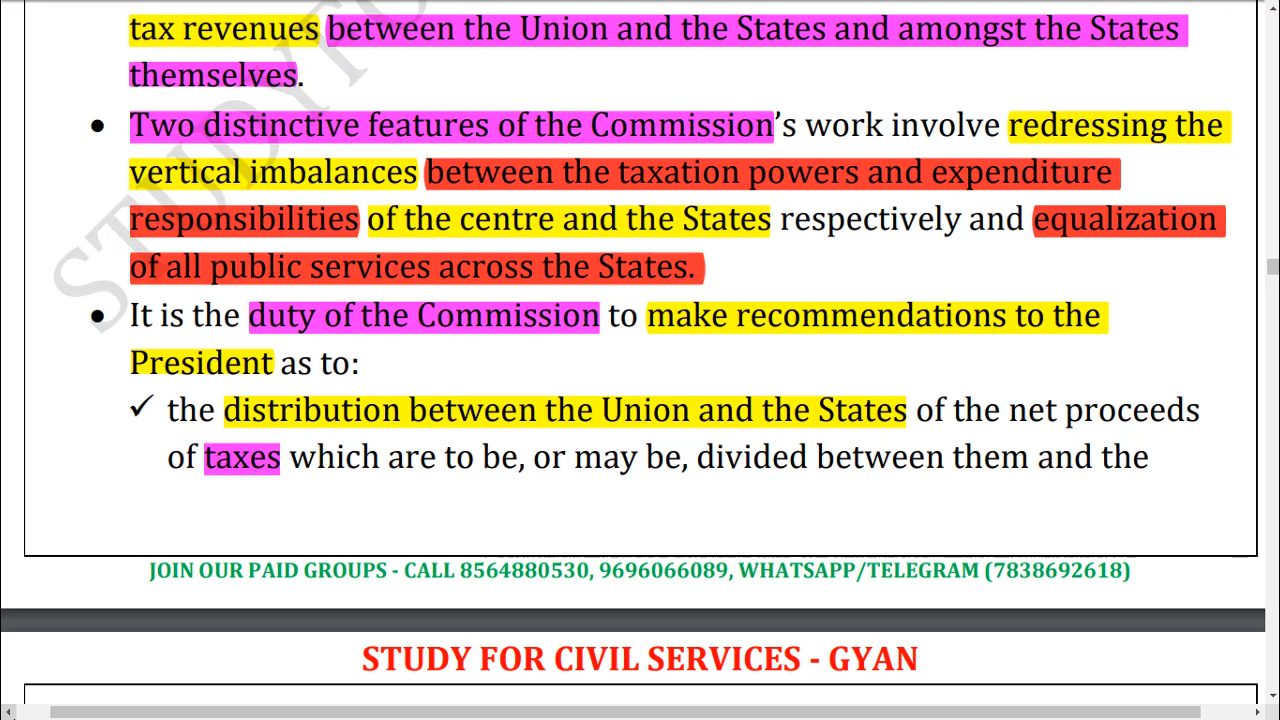 tax revenues between the Union and the States and amongst the States
themselves.
• Two distinctive features of the Commission's work involve redressing the
vertical imbalances between the taxation powers and expenditure
responsibilities of the centre and the States respectively and equalization
of all public services across the States.
• It is the duty of the Commission to make recommendations to the
President as to:
✓ the distribution between the Union and the States of the net proceeds
of taxes which are to be, or may be, divided between them and the
JOIN OUR PAID GROUPS - CALL 8564880530, 9696066089, WHATSAPP/TELEGRAM (7838692618)
STUDY FOR CIVIL SERVICES - GYAN